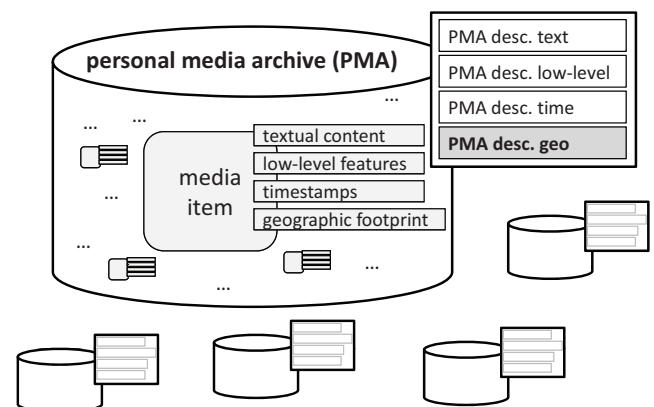 personal media archive (PMA)
PMA desc. text
PMA desc. low-level
PMA desc. time
PMA desc. geo
...
...
...
textual content
low-level features
timestamps
geographic footprint
media
item
...
...
...
...